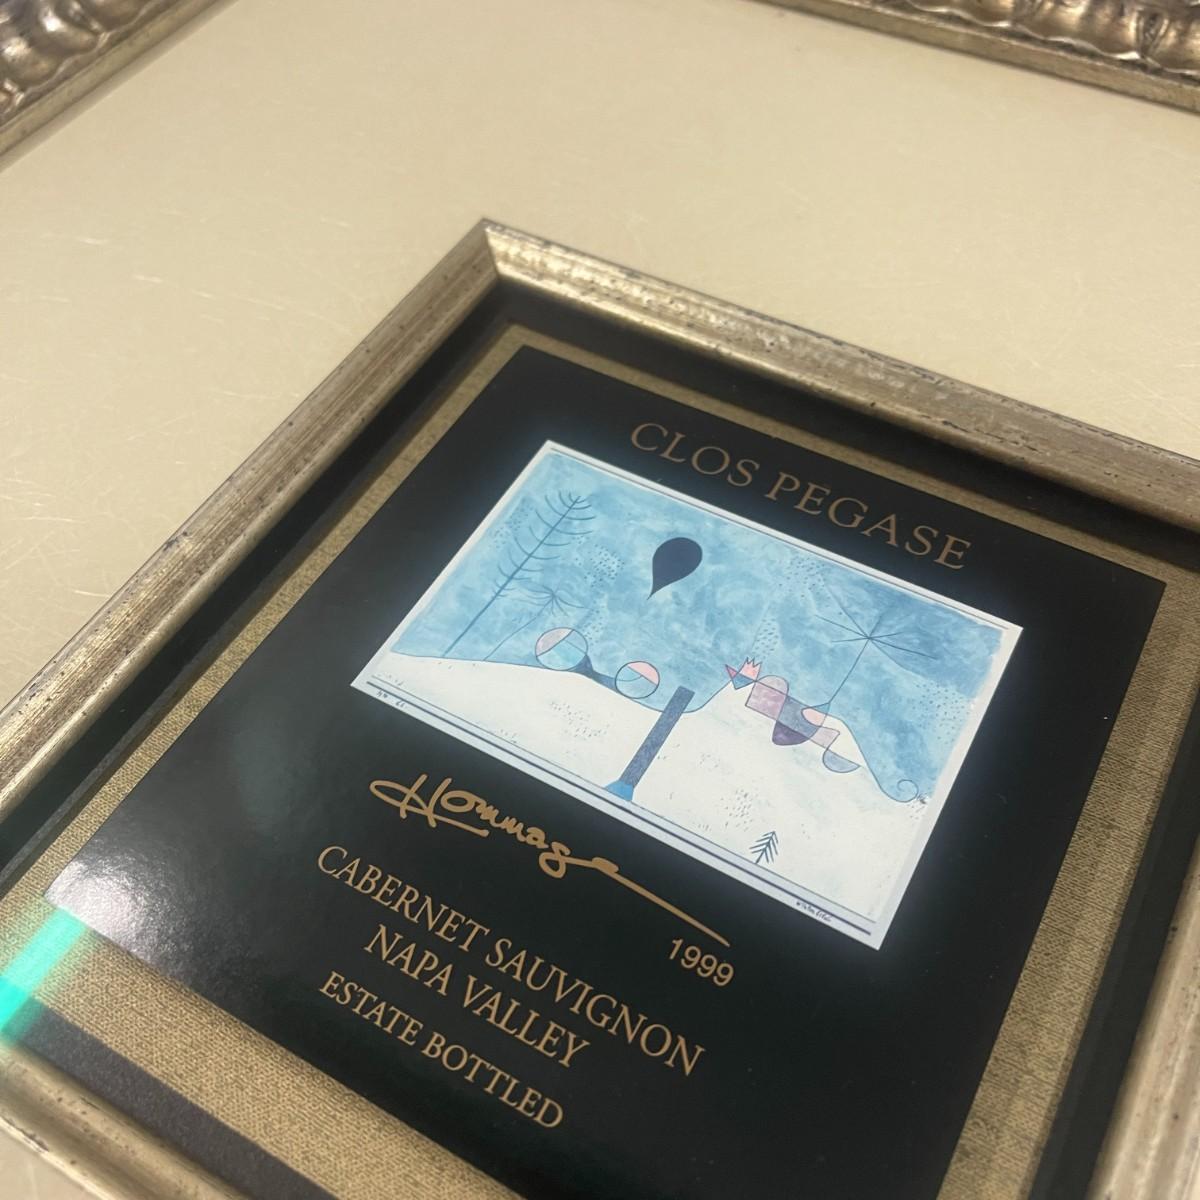 CLOS PEGASE
Hommage
1999
CABERNET SAUVIGNON
NAPA VALLEY
ESTATE BOTTLED